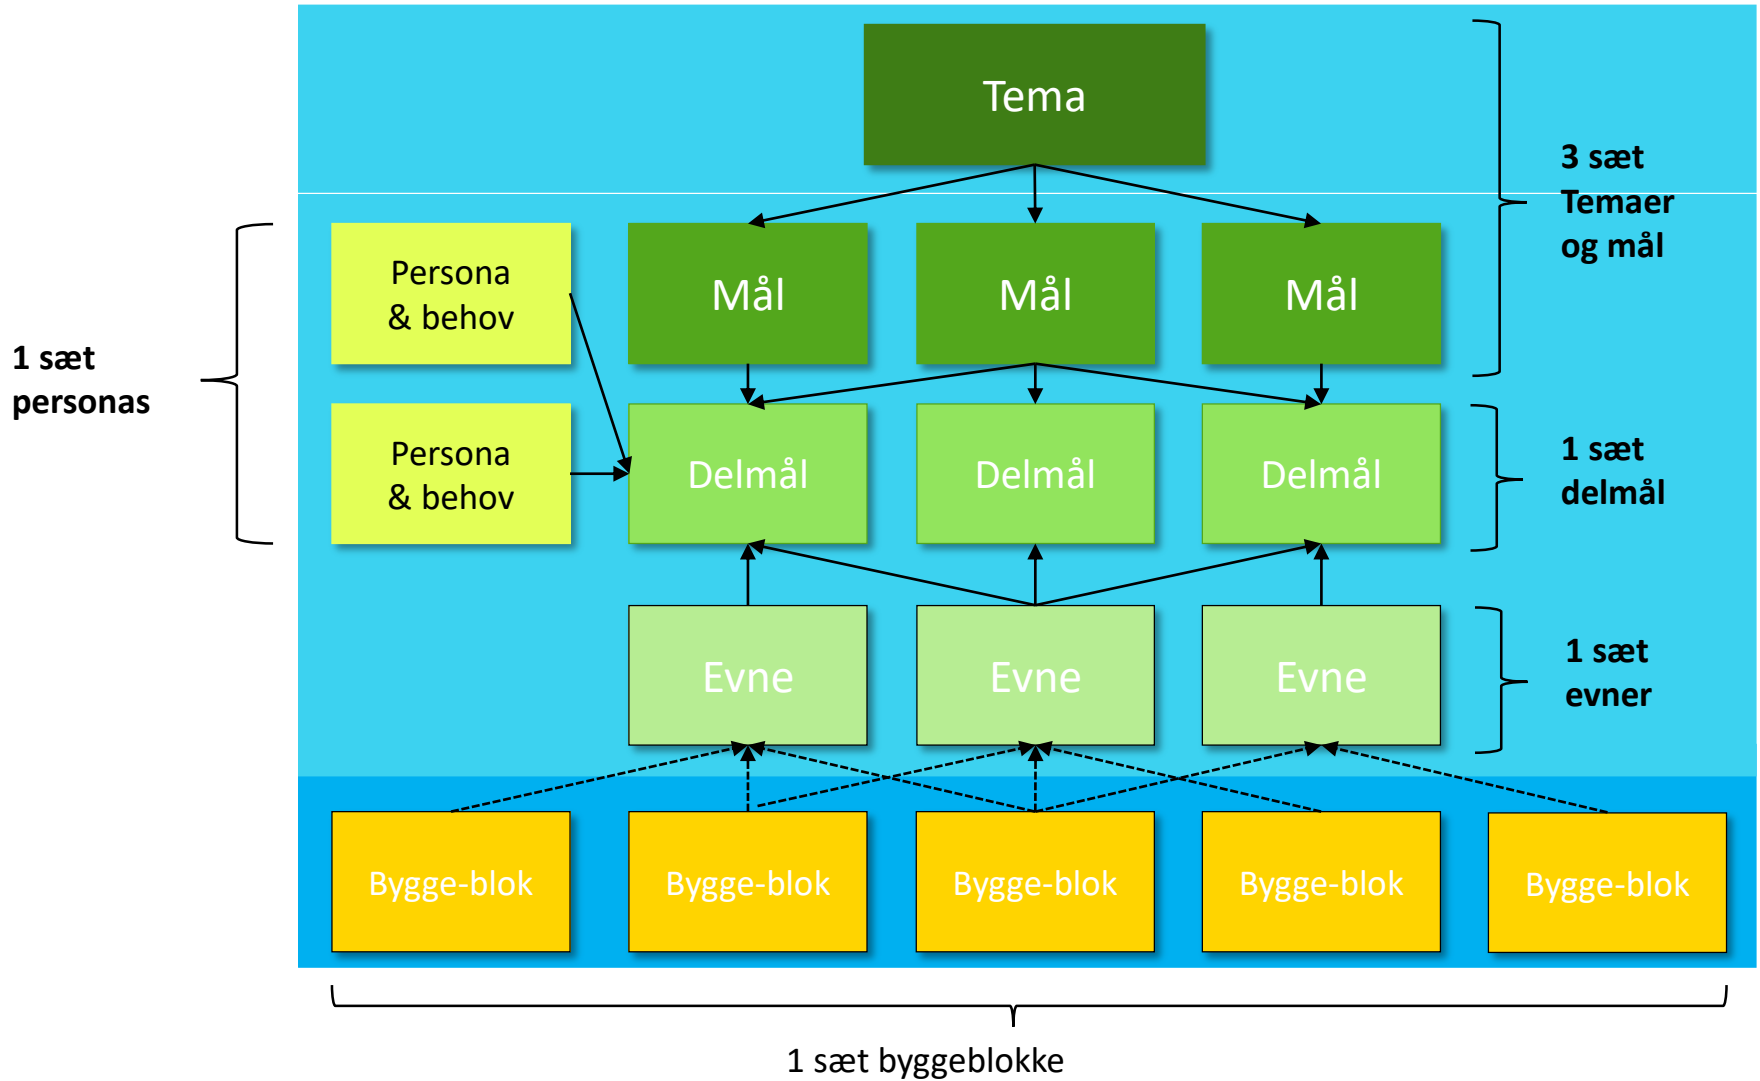 Tema
3 sæt
Temaer
og mål
Persona
& behov
Mål
Mål
Mål
1 sæt
personas
Persona
& behov
Delmål
Delmål
Delmål
1 sæt
delmål
Evne
Evne
Evne
1 sæt
evner
Bygge-blok
Bygge-blok
Bygge-blok
Bygge-blok
Bygge-blok
1 sæt byggeblokke